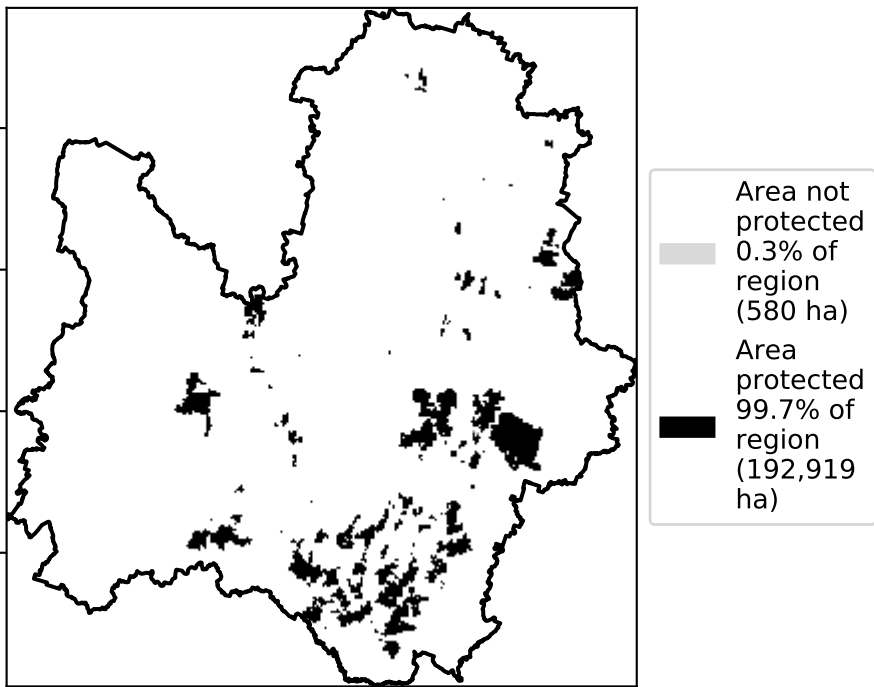 Area not
protected
0.3% of
region
(580 ha)
Area
protected
99.7% of
region
(192,919
ha)